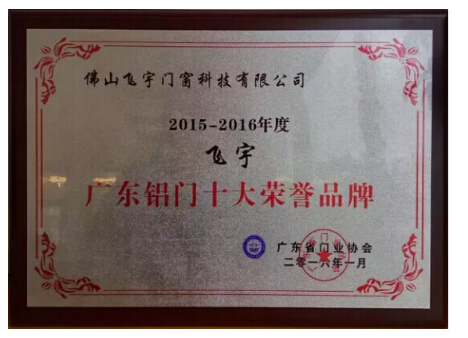 佛山飞宇门窗科技有限公司
2015-2016年度
飞宇
广东铝门十大荣誉品牌
广东省门业协会
二零一六年一月